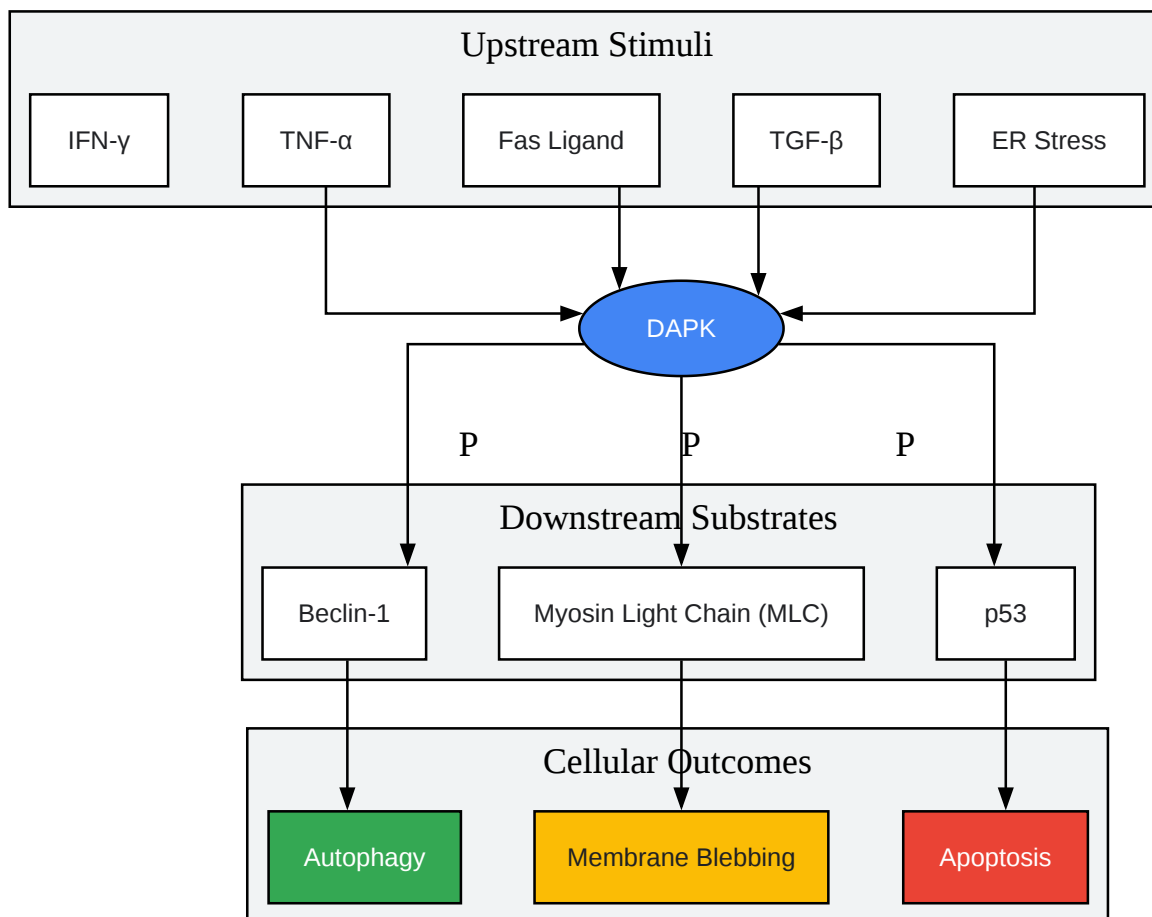 Upstream Stimuli
IFN-γ
TNF-α
Fas Ligand
TGF-β
ER Stress
DAPK
P
P
P
Downstream Substrates
Beclin-1
Myosin Light Chain (MLC)
p53
Cellular Outcomes
Autophagy
Membrane Blebbing
Apoptosis